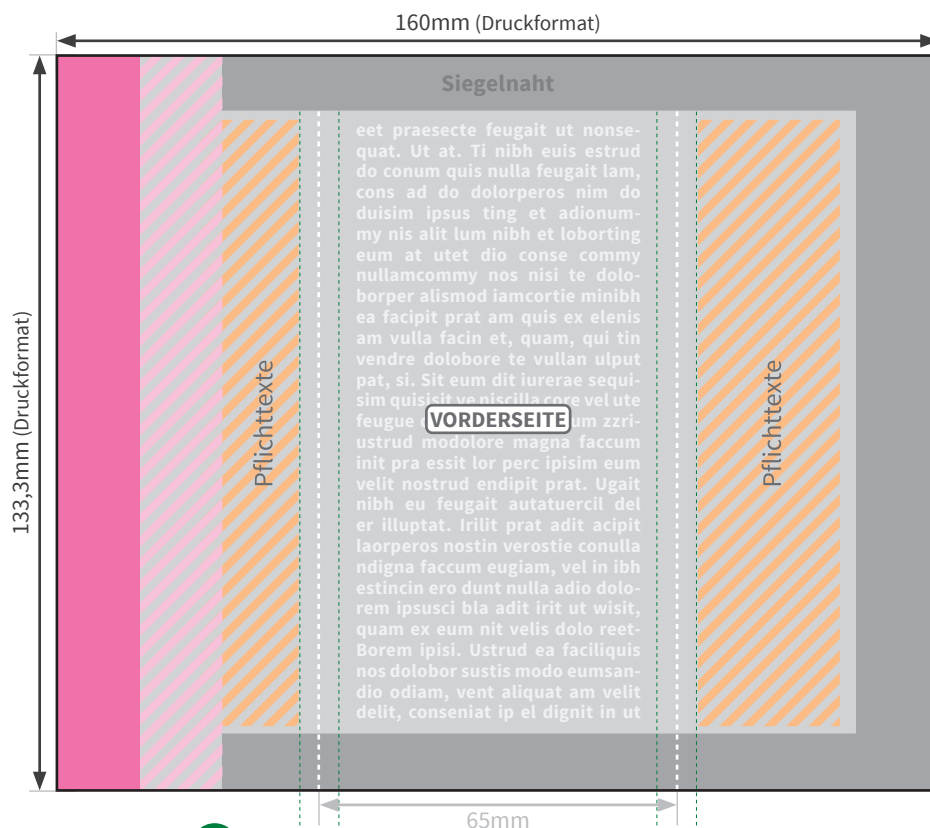 160mm (Druckformat)
Siegelnaht
133,3mm (Druckformat)
Pflichttexte
eet praesecte feugait ut nonse-
quat. Ut at. Ti nibh euis estrud
do conum quis nulla feugait lam,
cons ad do dolorperos nim do
duisim ipsus ting et adionum-
my nis alit lum nibh et loborting
eum at utet dio conse commy
nullamcommy nos nisi te dolo-
borper alismod iamcortie minibh
ea facipit prat am quis ex elenis
am vulla facin et, quam, qui tin
vendre dolobore te vullan ulput
pat, si. Sit eum dit iurerae sequi-
sim quisisit ve niscilla core vel ute
feugue um zzri-
VORDERSEITE
ustrud modolore magna faccum
init pra essit lor perc ipisim eum
velit nostrud endipit prat. Ugait
nibh eu feugait autatuercil del
er illuptat. Irilit prat adit acipit
laorperos nostin verostie conulla
ndigna faccum eugiam, vel in ibh
estincin ero dunt nulla adio dolo-
rem ipsusci bla adit irit ut wisit,
quam ex eum nit velis dolo reet-
Borem ipisi. Ustrud ea faciliquis
nos dolobor sustis modo eumsan-
dio odiam, vent aliquat am velit
delit, conseniat ip el dignit in ut
Pflichttexte
65mm